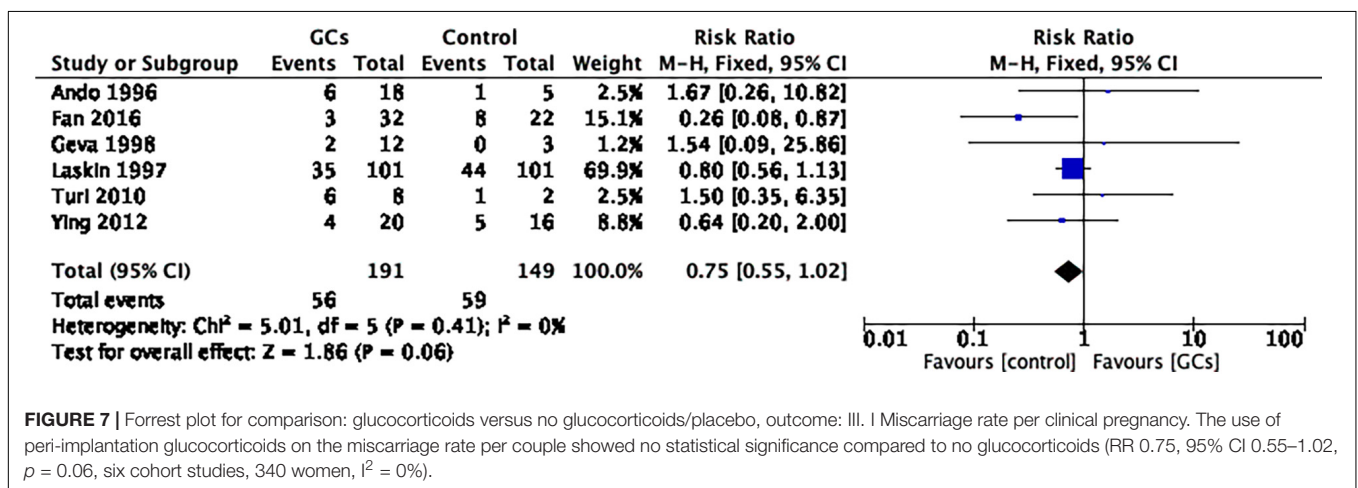 GCs Control Risk Ratio Risk Ratio
Study or Subgroup Events Total Events Total Weight M-H, Fixed, 95% CI M-H, Fixed, 95% CI
Ando 1996 6 18 1 5 2.5% 1.67 [0.26, 10.82]
Fan 2016 3 32 8 22 15.1% 0.26 [0.08, 0.87]
Geva 1998 2 12 0 3 1.2% 1.54 [0.09, 25.86]
Laskin 1997 35 101 44 101 69.9% 0.80 [0.56, 1.13]
Turi 2010 6 8 1 2 2.5% 1.50 [0.35, 6.35]
Ying 2012 4 20 5 16 8.8% 0.64 [0.20, 2.00]
Total (95% CI) 191 149 100.0% 0.75 [0.55, 1.02]
Total events 56 59
Heterogeneity: Chi² = 5.01, df = 5 (P = 0.41); I² = 0%
Test for overall effect: Z = 1.86 (P = 0.06)
0.01 0.1 1 10 100
Favours [control] Favours [GCs]
FIGURE 7 | Forrest plot for comparison: glucocorticoids versus no glucocorticoids/placebo, outcome: III. I Miscarriage rate per clinical pregnancy. The use of
peri-implantation glucocorticoids on the miscarriage rate per couple showed no statistical significance compared to no glucocorticoids (RR 0.75, 95% CI 0.55–1.02,
p = 0.06, six cohort studies, 340 women, I² = 0%).